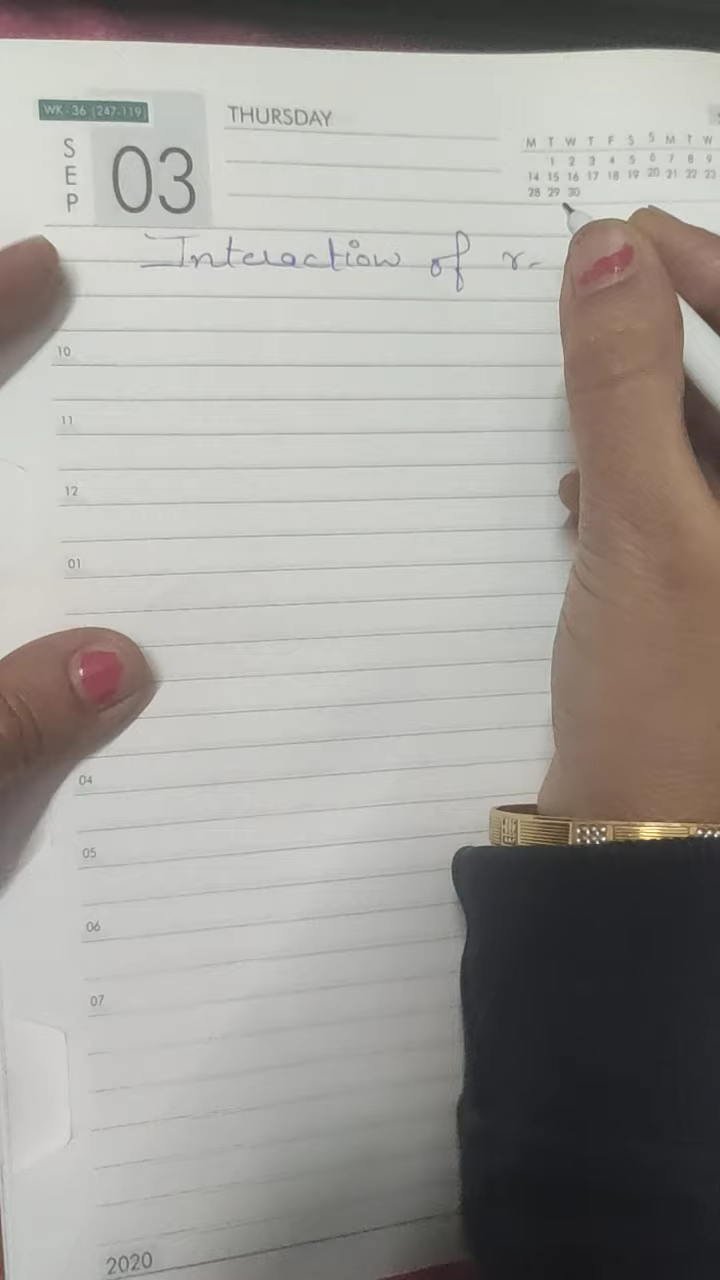 WK - 36 (247-119)
SEP 03
THURSDAY
M T W T F S S M T W
1 2 3 4 5 6 7 8 9
14 15 16 17 18 19 20 21 22 23
28 29 30
Interaction of
10
11
12
01
04
05
06
07
2020